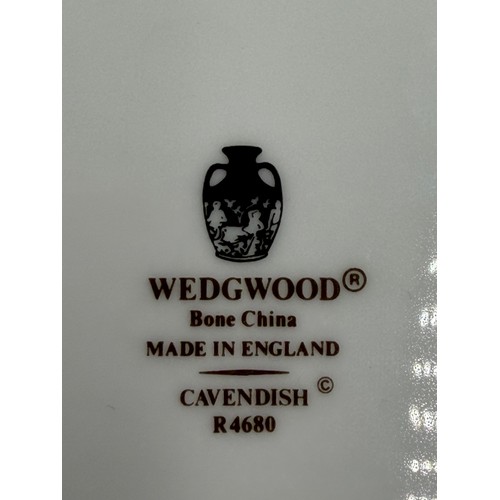 WEDGWOOD®
Bone China
MADE IN ENGLAND
CAVENDISH ©
R4680